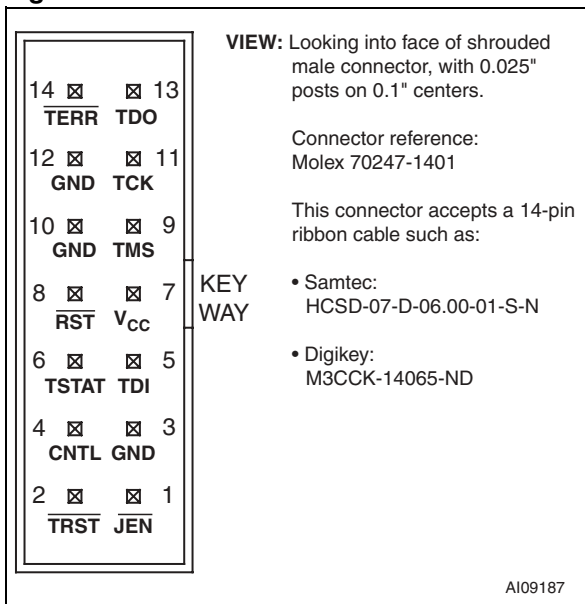 VIEW: Looking into face of shrouded
male connector, with 0.025"
posts on 0.1" centers.
Connector reference:
Molex 70247-1401
This connector accepts a 14-pin
ribbon cable such as:
• Samtec:
HCSD-07-D-06.00-01-S-N
• Digikey:
M3CCK-14065-ND
14 13
TERR TDO
12 11
GND TCK
10 9
GND TMS
8 7
RST VCC
6 5
TSTAT TDI
4 3
CNTL GND
2 1
TRST JEN
KEY
WAY
AI09187